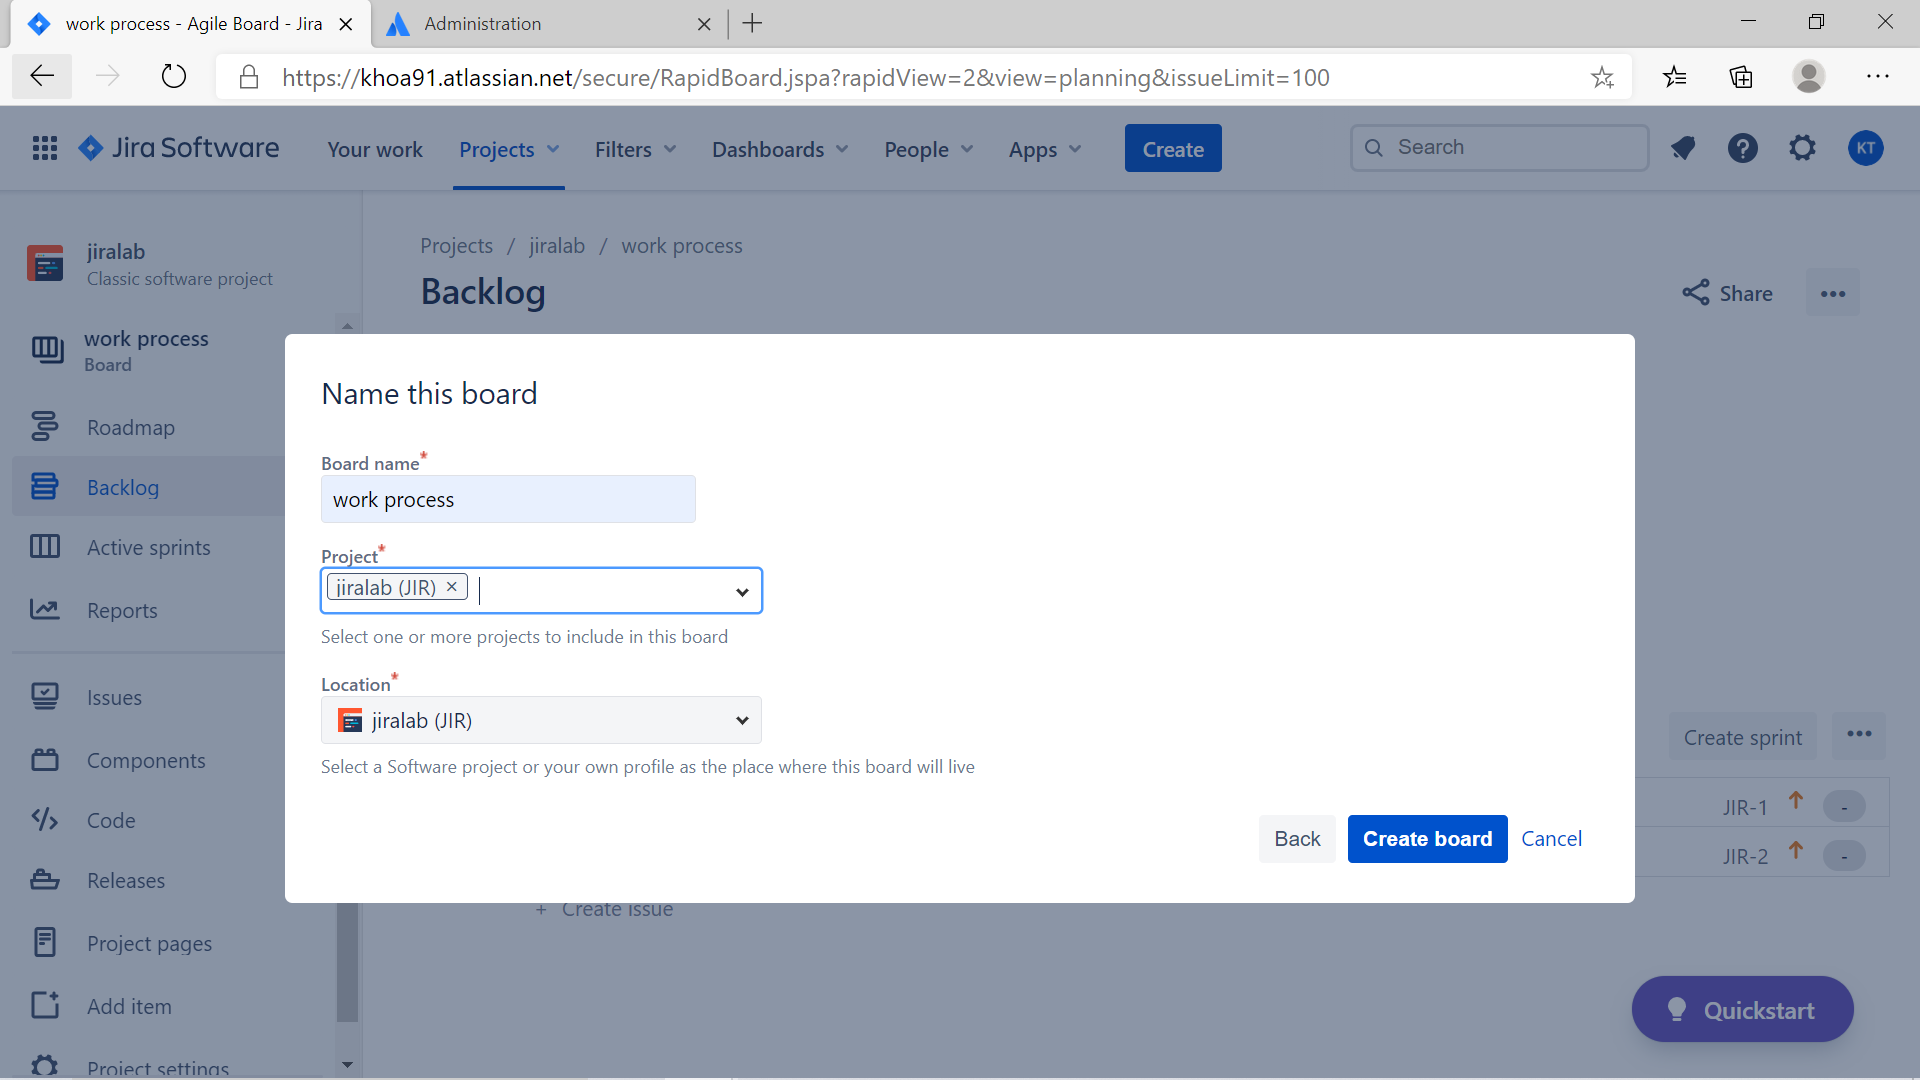 work process - Agile Board - Jira
Administration
https://khoa91.atlassian.net/secure/RapidBoard.jspa?rapidView=2&view=planning&issueLimit=100
Jira Software
Your work
Projects
Filters
Dashboards
People
Apps
Create
Search
KT
jiralab
Classic software project
work process
Board
Roadmap
Backlog
Active sprints
Reports
Issues
Components
Code
Releases
Project pages
Add item
Project settings
Projects / jiralab / work process
Backlog
Share
Name this board
Board name*
work process
Project*
jiralab (JIR)
Select one or more projects to include in this board
Location*
jiralab (JIR)
Select a Software project or your own profile as the place where this board will live
Back
Create board
Cancel
Create sprint
JIR-1 -
JIR-2 -
+ Create issue
Quickstart